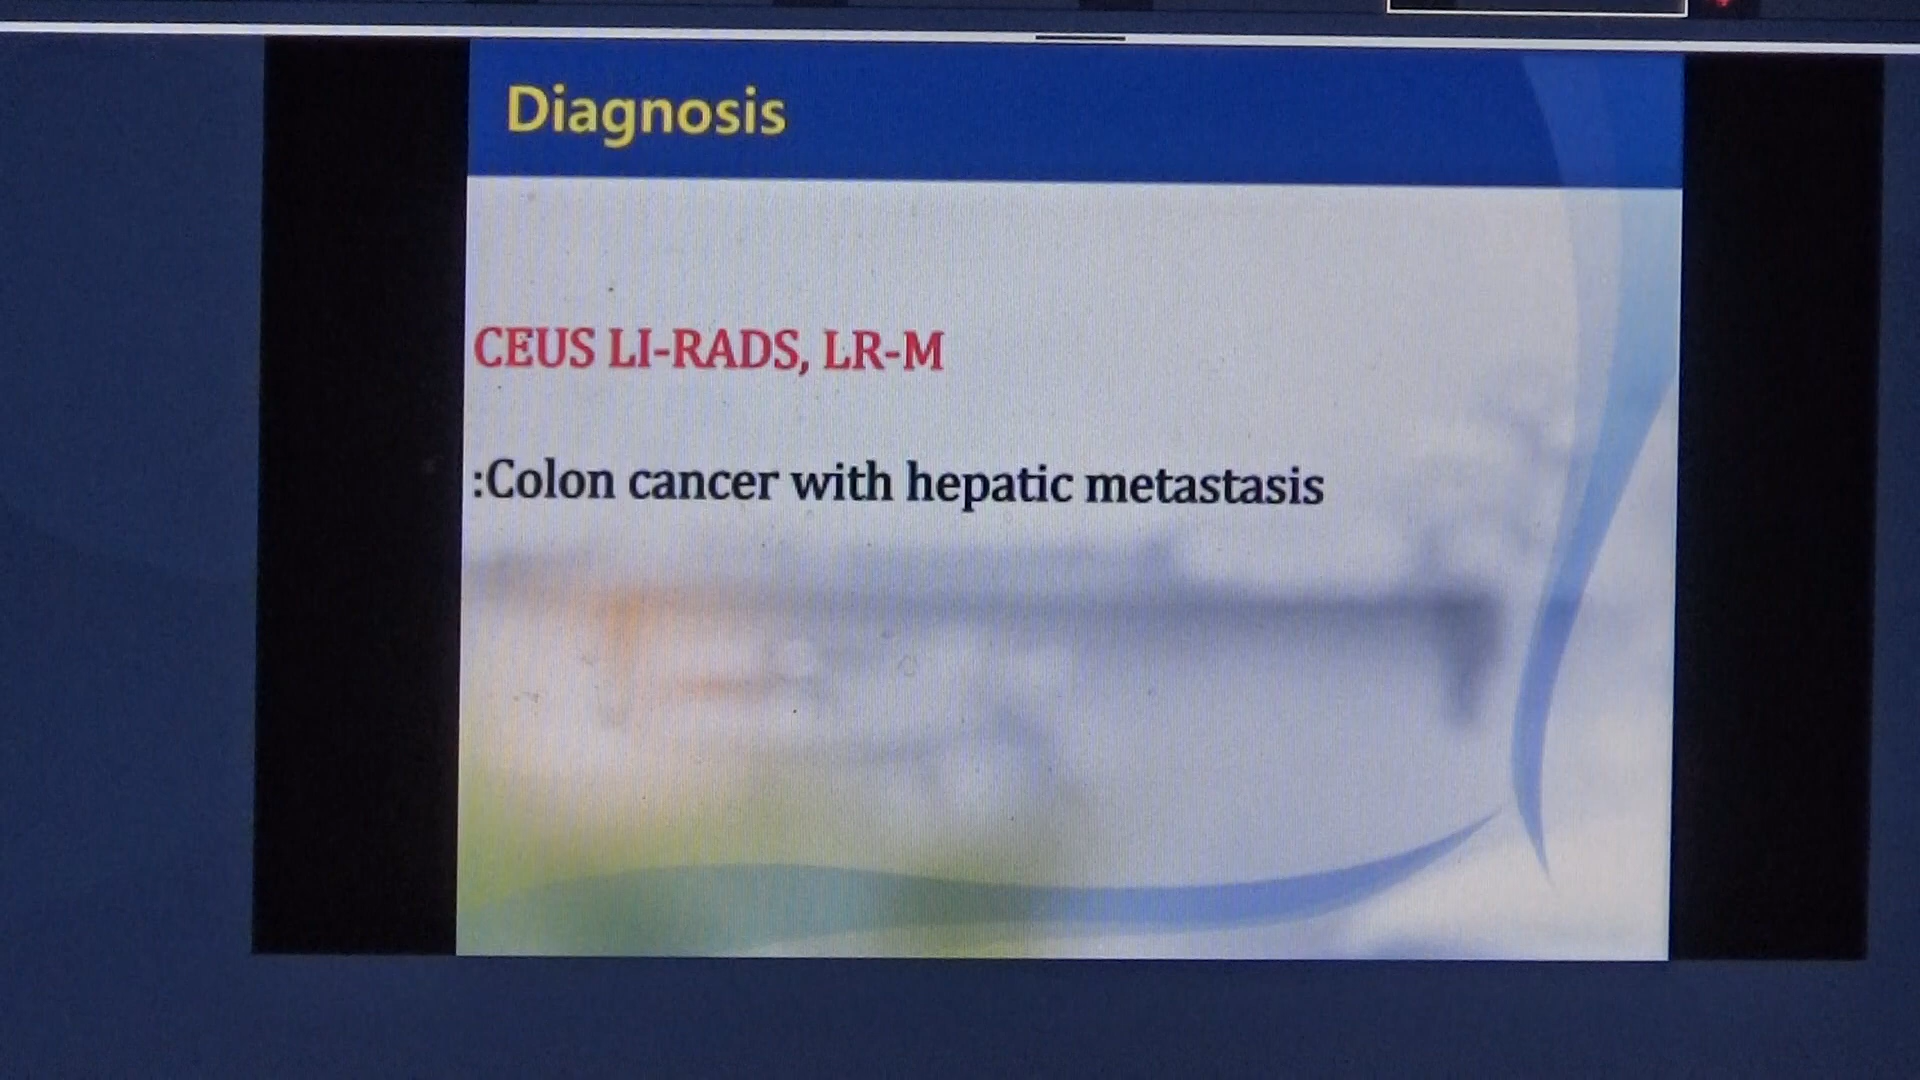 Diagnosis
CEUS LI-RADS, LR-M
:Colon cancer with hepatic metastasis